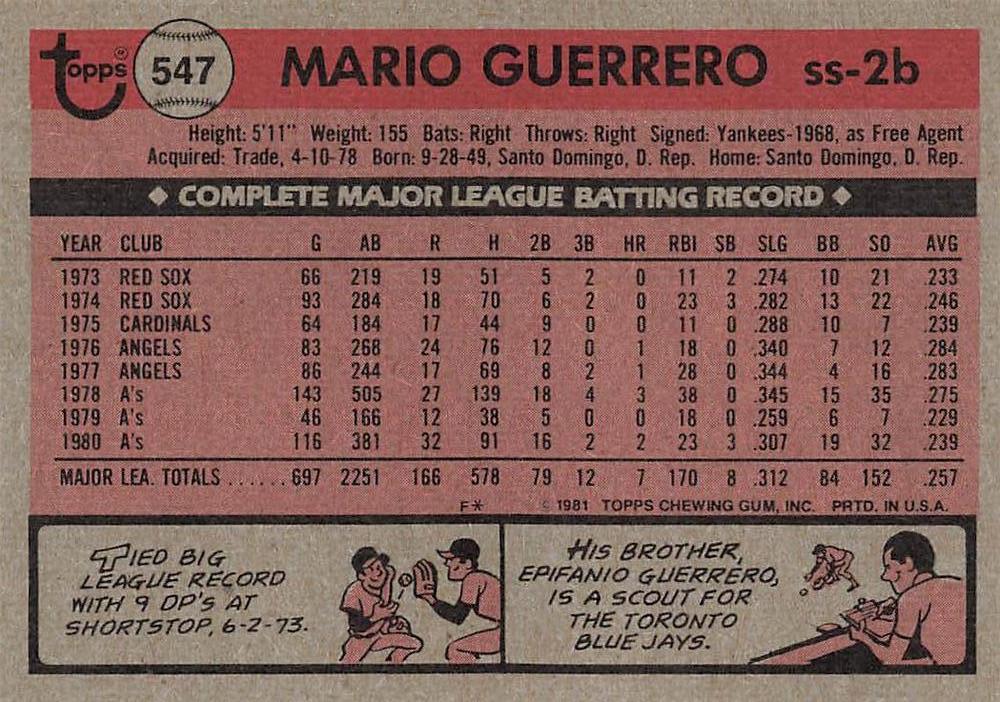 Topps® 547 MARIO GUERRERO ss-2b
Height: 5'11" Weight: 155 Bats: Right Throws: Right Signed: Yankees-1968, as Free Agent
Acquired: Trade, 4-10-78 Born: 9-28-49, Santo Domingo, D. Rep. Home: Santo Domingo, D. Rep.
◆ COMPLETE MAJOR LEAGUE BATTING RECORD ◆
YEAR CLUB G AB R H 2B 3B HR RBI SB SLG BB SO AVG
1973 RED SOX 66 219 19 51 5 2 0 11 2 .274 10 21 .233
1974 RED SOX 93 284 18 70 6 2 0 23 3 .282 13 22 .246
1975 CARDINALS 64 184 17 44 9 0 0 11 0 .288 10 7 .239
1976 ANGELS 83 268 24 76 12 0 1 18 0 .340 7 12 .284
1977 ANGELS 86 244 17 69 8 2 1 28 0 .344 4 16 .283
1978 A's 143 505 27 139 18 4 3 38 0 .345 15 35 .275
1979 A's 46 166 12 38 5 0 0 18 0 .259 6 7 .229
1980 A's 116 381 32 91 16 2 2 23 3 .307 19 32 .239
MAJOR LEA. TOTALS ...... 697 2251 166 578 79 12 7 170 8 .312 84 152 .257
F* © 1981 TOPPS CHEWING GUM, INC. PRTD. IN U.S.A.
TIED BIG
LEAGUE RECORD
WITH 9 DP'S AT
SHORTSTOP, 6-2-73.
HIS BROTHER,
EPIFANIO GUERRERO,
IS A SCOUT FOR
THE TORONTO
BLUE JAYS.